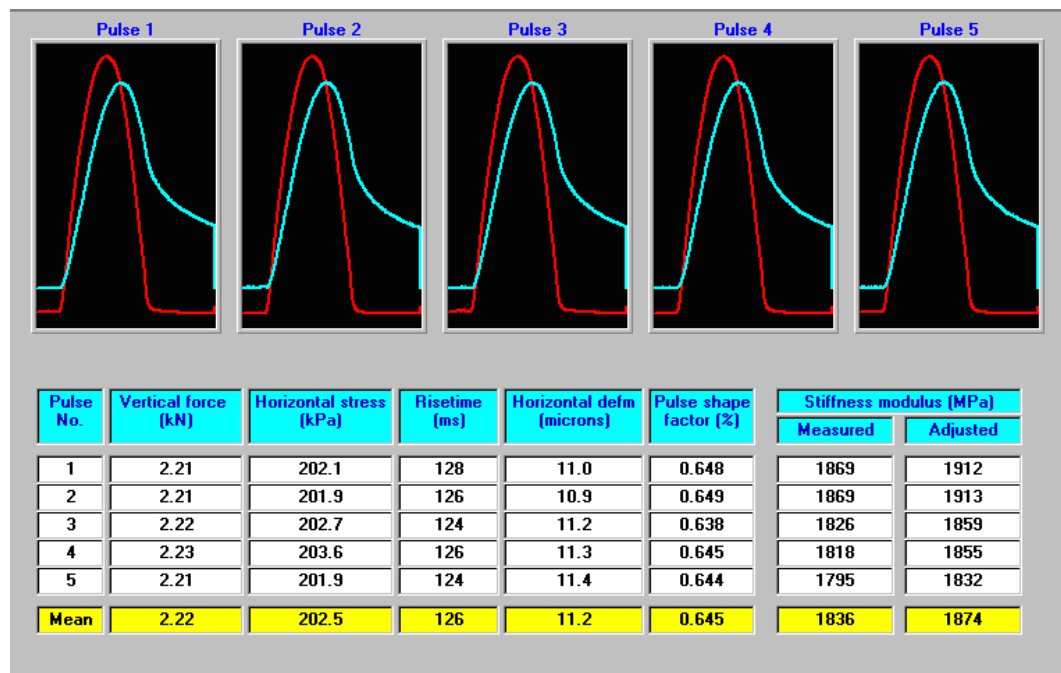 Pulse 1 Pulse 2 Pulse 3 Pulse 4 Pulse 5
Pulse No. Vertical force (kN) Horizontal stress (kPa) Risetime (ms) Horizontal defm (microns) Pulse shape factor (%) Stiffness modulus (MPa)
Measured Adjusted
1 2.21 202.1 128 11.0 0.648 1869 1912
2 2.21 201.9 126 10.9 0.649 1869 1913
3 2.22 202.7 124 11.2 0.638 1826 1859
4 2.23 203.6 126 11.3 0.645 1818 1855
5 2.21 201.9 124 11.4 0.644 1795 1832
Mean 2.22 202.5 126 11.2 0.645 1836 1874